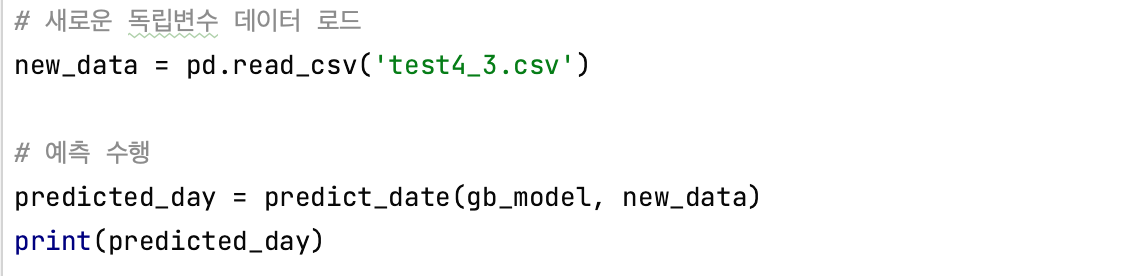 # 새로운 독립변수 데이터 로드
new_data = pd.read_csv('test4_3.csv')
# 예측 수행
predicted_day = predict_date(gb_model, new_data)
print(predicted_day)